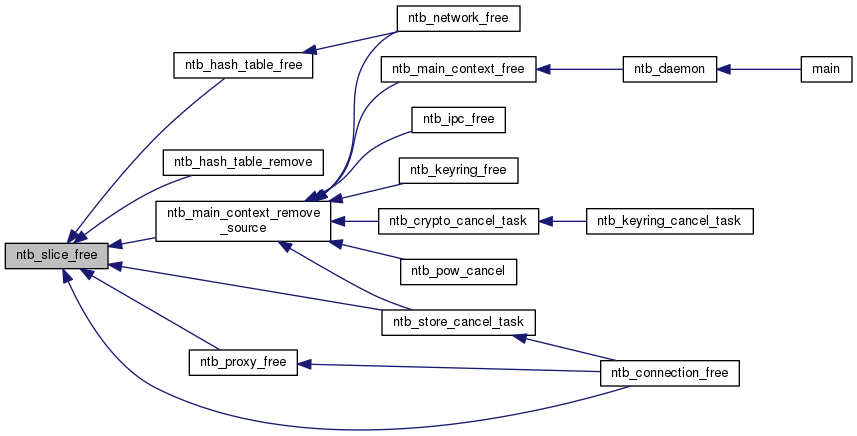 ntb_network_free
ntb_hash_table_free
ntb_main_context_free
ntb_daemon
main
ntb_ipc_free
ntb_hash_table_remove
ntb_keyring_free
ntb_main_context_remove
_source
ntb_crypto_cancel_task
ntb_keyring_cancel_task
ntb_slice_free
ntb_pow_cancel
ntb_store_cancel_task
ntb_proxy_free
ntb_connection_free